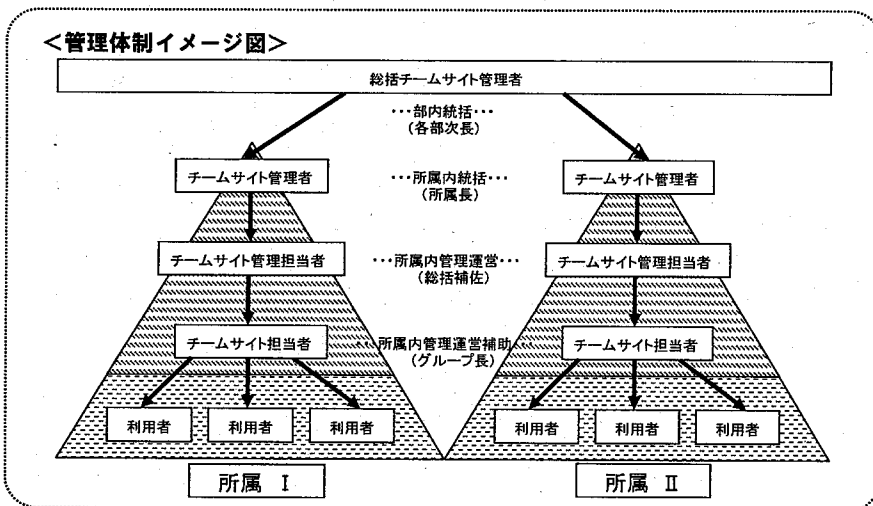 ＜管理体制イメージ図＞
総括チームサイト管理者
…部内統括…
(各部次長)
チームサイト管理者
…所属内統括…
(所属長)
チームサイト管理者
チームサイト管理担当者
…所属内管理運営…
(総括補佐)
チームサイト管理担当者
チームサイト担当者
…所属内管理運営補助…
(グループ長)
チームサイト担当者
利用者 利用者 利用者 利用者 利用者 利用者
所属 Ⅰ 所属 Ⅱ